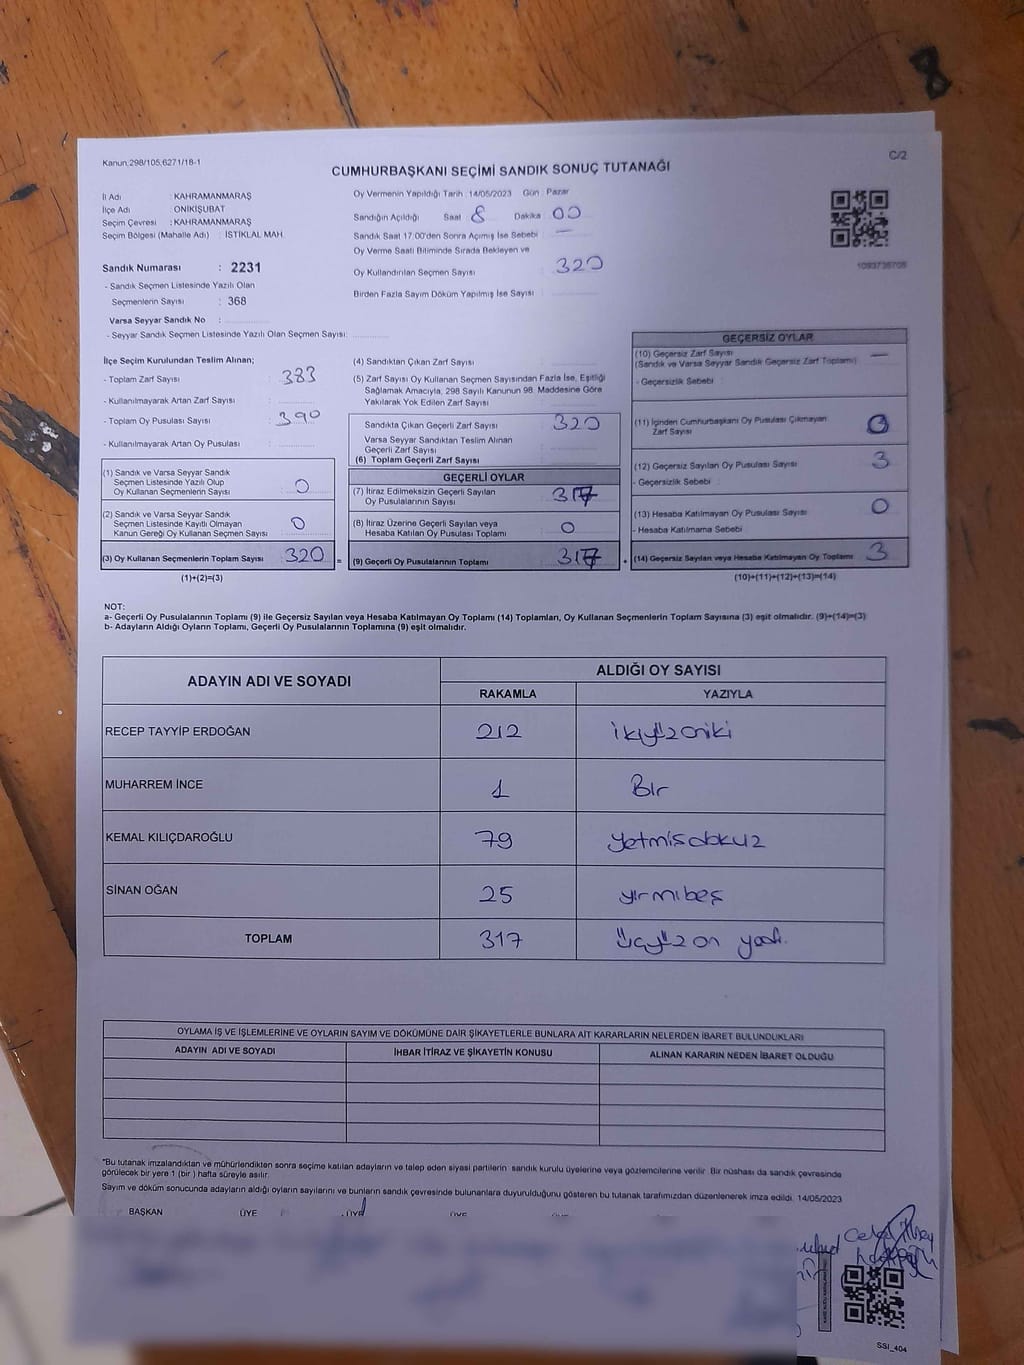 Kanun:298/105,6271/18-1
C/2
CUMHURBAŞKANI SEÇİMİ SANDIK SONUÇ TUTANAĞI
İl Adı : KAHRAMANMARAŞ
İlçe Adı : ONİKİŞUBAT
Seçim Çevresi : KAHRAMANMARAŞ
Seçim Bölgesi (Mahalle Adı) : İSTİKLAL MAH.
Sandık Numarası : 2231
- Sandık Seçmen Listesinde Yazılı Olan
Seçmenlerin Sayısı : 368
Varsa Seyyar Sandık No :
- Seyyar Sandık Seçmen Listesinde Yazılı Olan Seçmen Sayısı:
Oy Vermenin Yapıldığı Tarih : 14/05/2023 Gün : Pazar
Sandığın Açıldığı Saat 8 Dakika 00
Sandık Saat 17:00'den Sonra Açılmış İse Sebebi : —
Oy Verme Saati Bitiminde Sırada Bekleyen ve
Oy Kullandırılan Seçmen Sayısı : 320
Birden Fazla Sayım Döküm Yapılmış İse Sayısı :
1093736706
İlçe Seçim Kurulundan Teslim Alınan;
- Toplam Zarf Sayısı : 383
- Kullanılmayarak Artan Zarf Sayısı :
- Toplam Oy Pusulası Sayısı : 390
- Kullanılmayarak Artan Oy Pusulası :
(1) Sandık ve Varsa Seyyar Sandık
Seçmen Listesinde Yazılı Olup
Oy Kullanan Seçmenlerin Sayısı : 0
(2) Sandık ve Varsa Seyyar Sandık
Seçmen Listesinde Kayıtlı Olmayan
Kanun Gereği Oy Kullanan Seçmen Sayısı : 0
(3) Oy Kullanan Seçmenlerin Toplam Sayısı : 320
(1)+(2)=(3)
=
(4) Sandıktan Çıkan Zarf Sayısı :
(5) Zarf Sayısı Oy Kullanan Seçmen Sayısından Fazla İse, Eşitliği
Sağlamak Amacıyla, 298 Sayılı Kanunun 98. Maddesine Göre
Yakılarak Yok Edilen Zarf Sayısı :
Sandıkta Çıkan Geçerli Zarf Sayısı : 320
Varsa Seyyar Sandıktan Teslim Alınan
Geçerli Zarf Sayısı :
(6) Toplam Geçerli Zarf Sayısı :
GEÇERLİ OYLAR
(7) İtiraz Edilmeksizin Geçerli Sayılan
Oy Pusulalarının Sayısı : 317
(8) İtiraz Üzerine Geçerli Sayılan veya
Hesaba Katılan Oy Pusulası Toplamı : 0
(9) Geçerli Oy Pusulalarının Toplamı : 317
+
GEÇERSİZ OYLAR
(10) Geçersiz Zarf Sayısı : —
(Sandık ve Varsa Seyyar Sandık Geçersiz Zarf Toplamı)
- Geçersizlik Sebebi :
(11) İçinden Cumhurbaşkanı Oy Pusulası Çıkmayan
Zarf Sayısı :
(12) Geçersiz Sayılan Oy Pusulası Sayısı : 3
- Geçersizlik Sebebi :
(13) Hesaba Katılmayan Oy Pusulası Sayısı : 0
- Hesaba Katılmama Sebebi :
(14) Geçersiz Sayılan veya Hesaba Katılmayan Oy Toplamı : 3
(10)+(11)+(12)+(13)=(14)
NOT:
a- Geçerli Oy Pusulalarının Toplamı (9) ile Geçersiz Sayılan veya Hesaba Katılmayan Oy Toplamı (14) Toplamları, Oy Kullanan Seçmenlerin Toplam Sayısına (3) eşit olmalıdır. (9)+(14)=(3)
b- Adayların Aldığı Oyların Toplamı, Geçerli Oy Pusulalarının Toplamına (9) eşit olmalıdır.
ADAYIN ADI VE SOYADI ALDIĞI OY SAYISI
RAKAMLA YAZIYLA
RECEP TAYYİP ERDOĞAN 212 ikiyüzoniki
MUHARREM İNCE 1 Bir
KEMAL KILIÇDAROĞLU 79 yetmisdokuz
SİNAN OĞAN 25 yirmibeş
TOPLAM 317 üçyüz on yedi.
OYLAMA İŞ VE İŞLEMLERİNE VE OYLARIN SAYIM VE DÖKÜMÜNE DAİR ŞİKAYETLERLE BUNLARA AİT KARARLARIN NELERDEN İBARET BULUNDUKLARI
ADAYIN ADI VE SOYADI İHBAR İTİRAZ VE ŞİKAYETİN KONUSU ALINAN KARARIN NEDEN İBARET OLDUĞU
*Bu tutanak imzalandıktan ve mühürlendikten sonra seçime katılan adayların ve talep eden siyasi partilerin sandık kurulu üyelerine veya gözlemcilerine verilir. Bir nüshası da sandık çevresinde
görülecek bir yere 1 (bir) hafta süreyle asılır.
Sayım ve döküm sonucunda adayların aldığı oyların sayılarını ve bunların sandık çevresinde bulunanlara duyurulduğunu gösteren bu tutanak tarafımızdan düzenlenerek imza edildi. 14/05/2023
BAŞKAN ÜYE ÜYE ÜYE
SSI_404
8